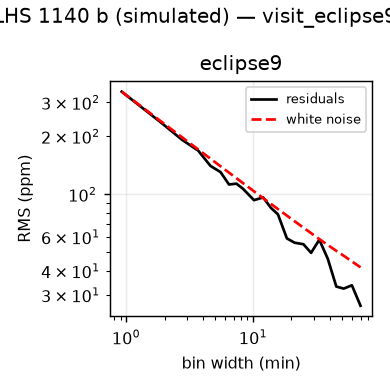 LHS 1140 b (simulated) — visit_eclipse9
eclipse9
residuals
white noise
3 × 10²
2 × 10²
10²
6 × 10¹
4 × 10¹
3 × 10¹
RMS (ppm)
10⁰
10¹
bin width (min)